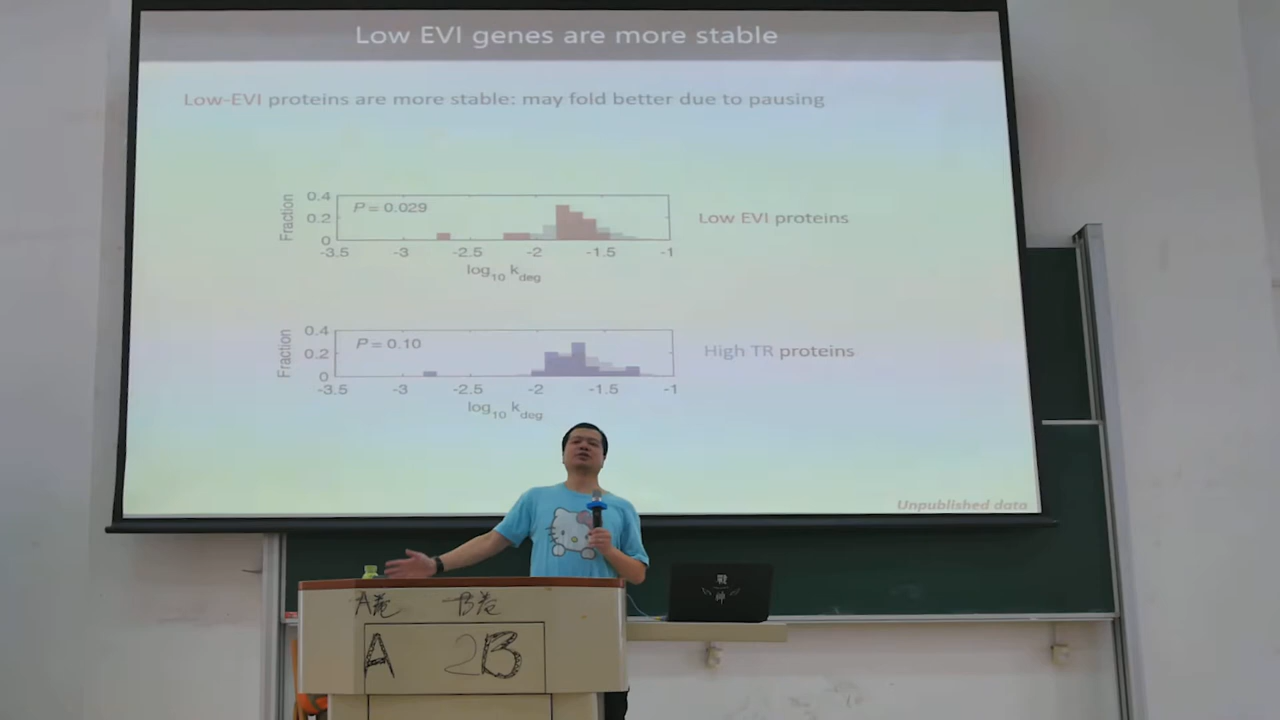 Low EVI genes are more stable
Low-EVI proteins are more stable: may fold better due to pausing
Fraction
0.4
0.2
0
P = 0.029
-3.5 -3 -2.5 -2 -1.5 -1
log10 kdeg
Low EVI proteins
Fraction
0.4
0.2
0
P = 0.10
-3.5 -3 -2.5 -2 -1.5 -1
log10 kdeg
High TR proteins
Unpublished data
A卷 B卷
A 2B